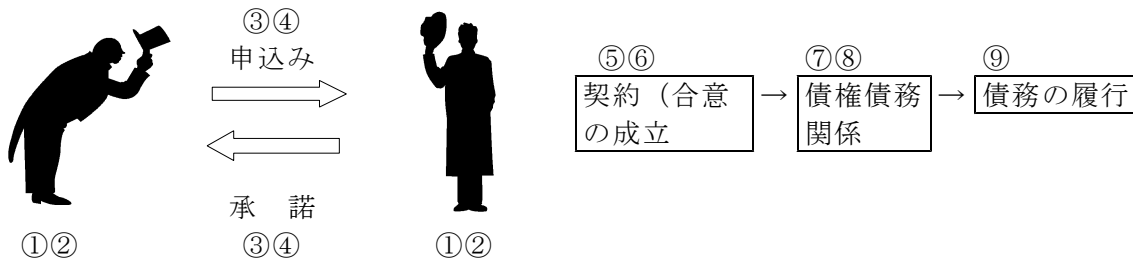 ③④
申込み
承　諾
①②
③④
①②
⑤⑥
契約（合意
の成立
→
⑦⑧
債権債務
関係
→
⑨
債務の履行